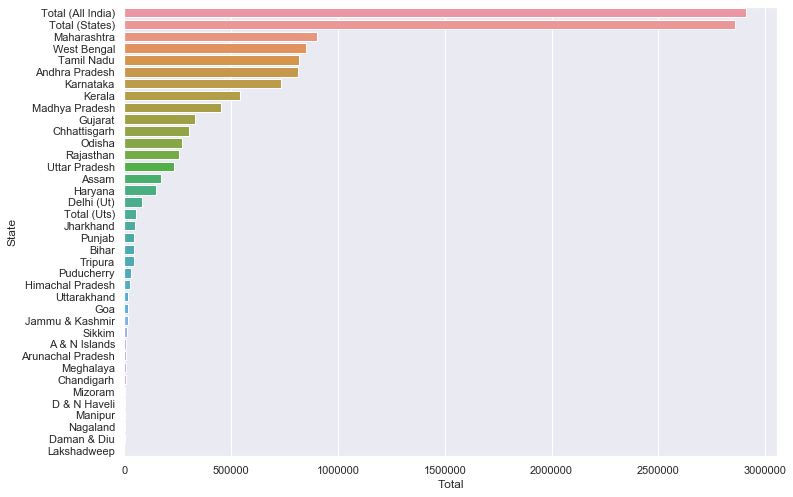 Total (All India)
Total (States)
Maharashtra
West Bengal
Tamil Nadu
Andhra Pradesh
Karnataka
Kerala
Madhya Pradesh
Gujarat
Chhattisgarh
Odisha
Rajasthan
Uttar Pradesh
Assam
Haryana
Delhi (Ut)
Total (Uts)
Jharkhand
Punjab
Bihar
Tripura
Puducherry
Himachal Pradesh
Uttarakhand
Goa
Jammu & Kashmir
Sikkim
A & N Islands
Arunachal Pradesh
Meghalaya
Chandigarh
Mizoram
D & N Haveli
Manipur
Nagaland
Daman & Diu
Lakshadweep
State
0 500000 1000000 1500000 2000000 2500000 3000000
Total